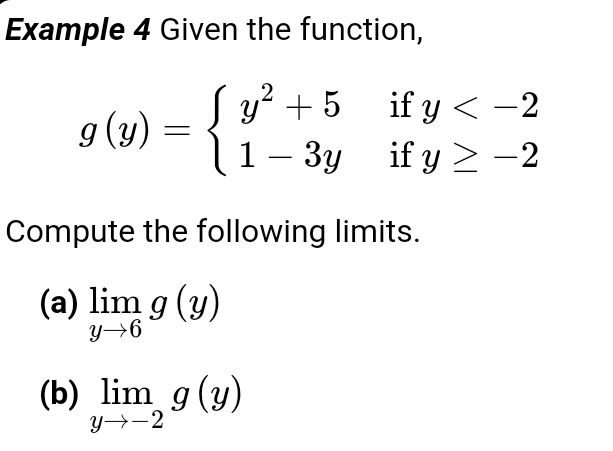 Example 4 Given the function,
g (y) = { y² + 5 if y < −2
1 − 3y if y ≥ −2
Compute the following limits.
(a) lim g (y)
y→6
(b) lim g (y)
y→−2